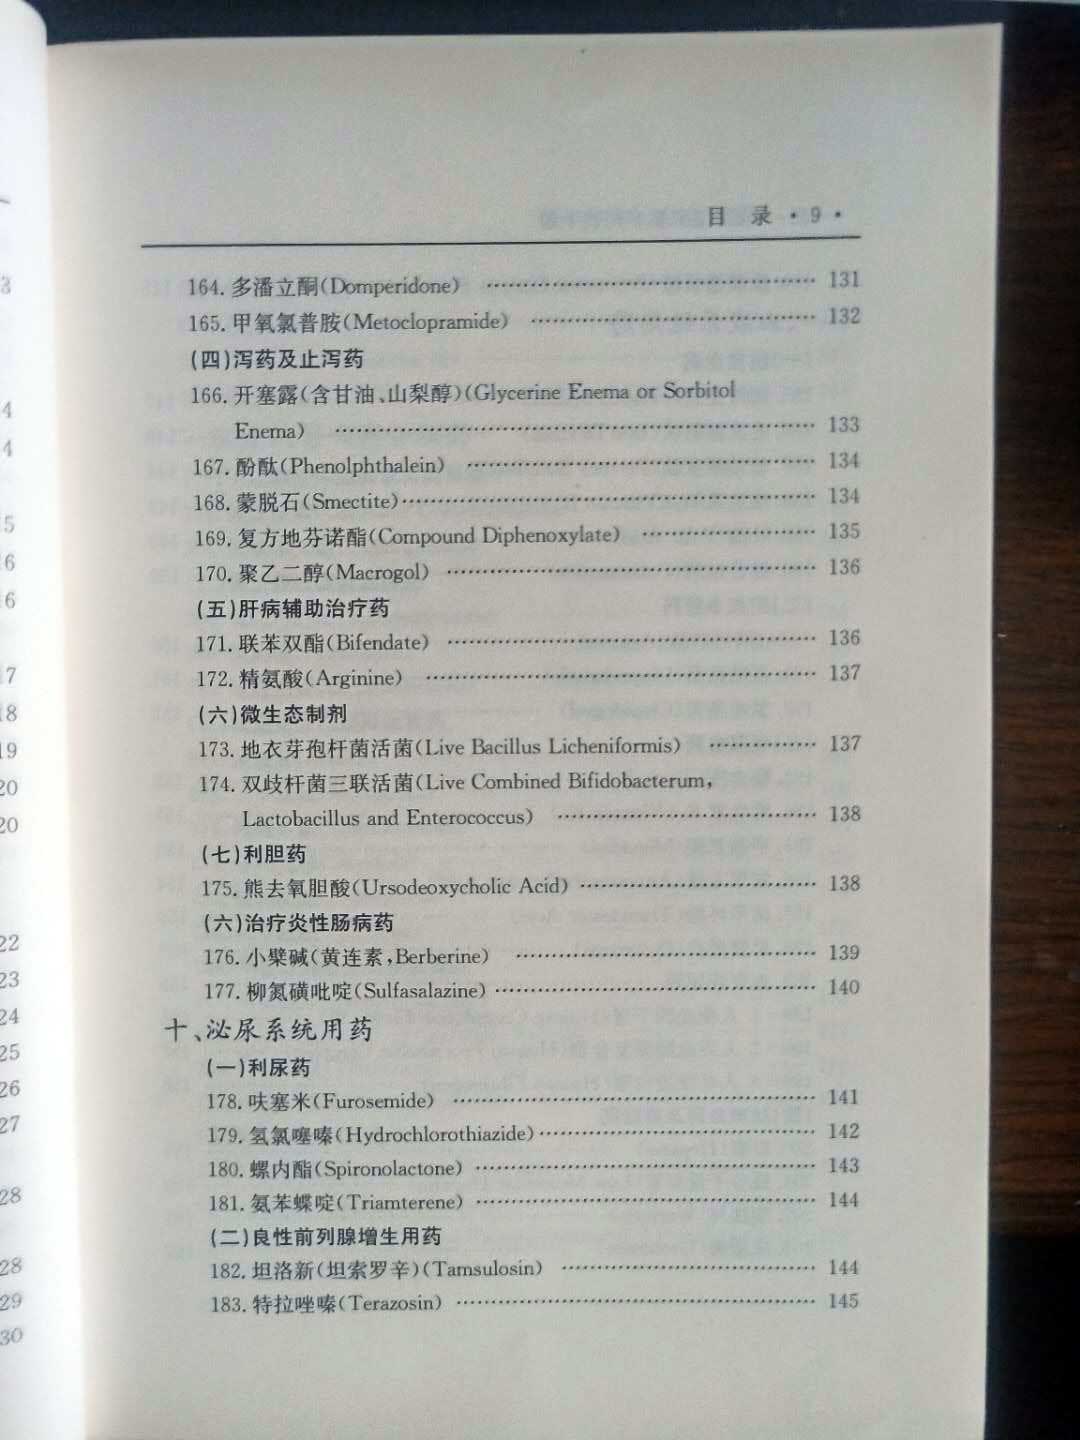 目 录 · 9 ·
164. 多潘立酮(Domperidone) ………… 131
165. 甲氧氯普胺(Metoclopramide) ………… 132
(四)泻药及止泻药
166. 开塞露(含甘油、山梨醇)(Glycerine Enema or Sorbitol
Enema) ………… 133
167. 酚酞(Phenolphthalein) ………… 134
168. 蒙脱石(Smectite) ………… 134
169. 复方地芬诺酯(Compound Diphenoxylate) ………… 135
170. 聚乙二醇(Macrogol) ………… 136
(五)肝病辅助治疗药
171. 联苯双酯(Bifendate) ………… 136
172. 精氨酸(Arginine) ………… 137
(六)微生态制剂
173. 地衣芽孢杆菌活菌(Live Bacillus Licheniformis) ………… 137
174. 双歧杆菌三联活菌(Live Combined Bifidobacterum,
Lactobacillus and Enterococcus) ………… 138
(七)利胆药
175. 熊去氧胆酸(Ursodeoxycholic Acid) ………… 138
(六)治疗炎性肠病药
176. 小檗碱(黄连素,Berberine) ………… 139
177. 柳氮磺吡啶(Sulfasalazine) ………… 140
十、泌尿系统用药
(一)利尿药
178. 呋塞米(Furosemide) ………… 141
179. 氢氯噻嗪(Hydrochlorothiazide) ………… 142
180. 螺内酯(Spironolactone) ………… 143
181. 氨苯蝶啶(Triamterene) ………… 144
(二)良性前列腺增生用药
182. 坦洛新(坦索罗辛)(Tamsulosin) ………… 144
183. 特拉唑嗪(Terazosin) ………… 145